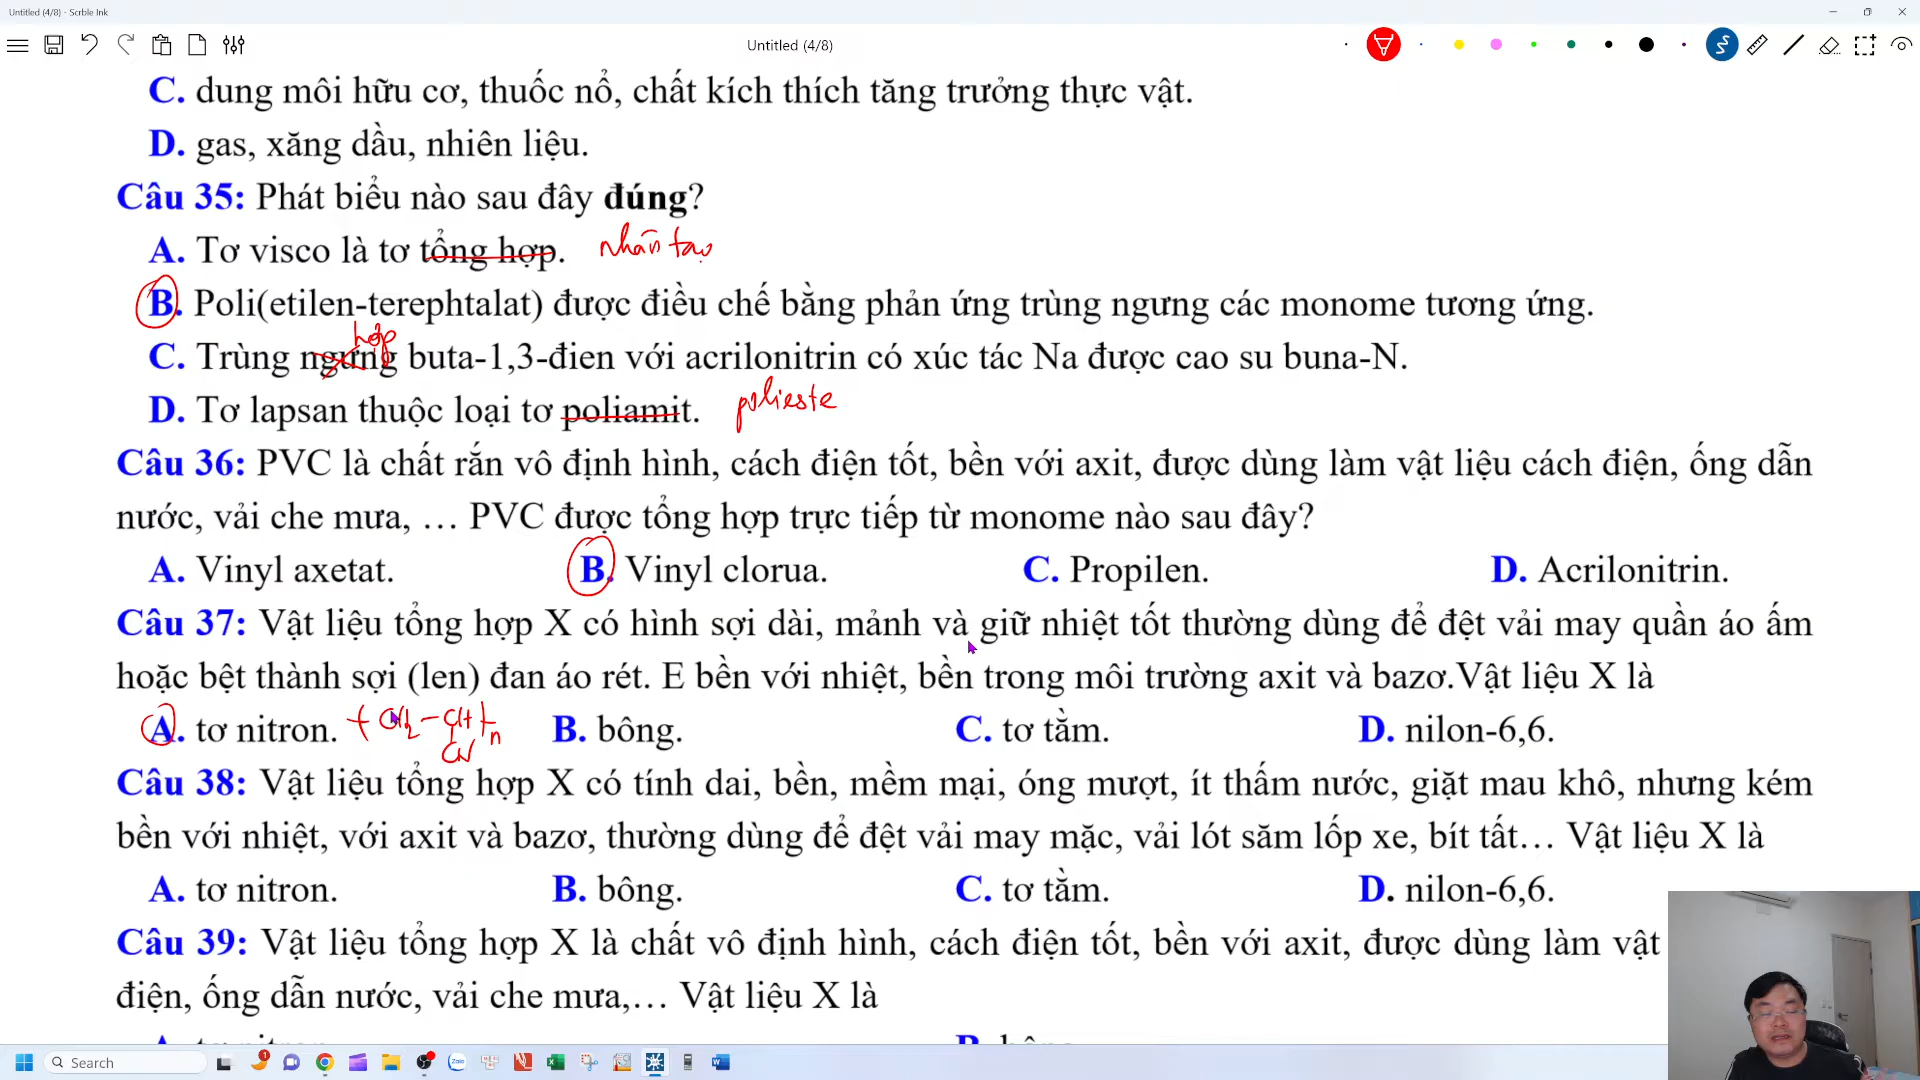 Untitled (4/8) - Scrble Ink
Untitled (4/8)
C. dung môi hữu cơ, thuốc nổ, chất kích thích tăng trưởng thực vật.
D. gas, xăng dầu, nhiên liệu.
Câu 35: Phát biểu nào sau đây đúng?
A. Tơ visco là tơ tổng hợp. nhân tạo
B. Poli(etilen-terephtalat) được điều chế bằng phản ứng trùng ngưng các monome tương ứng.
hợp
C. Trùng ngưng buta-1,3-đien với acrilonitrin có xúc tác Na được cao su buna-N.
D. Tơ lapsan thuộc loại tơ poliamit. polieste
Câu 36: PVC là chất rắn vô định hình, cách điện tốt, bền với axit, được dùng làm vật liệu cách điện, ống dẫn
nước, vải che mưa, … PVC được tổng hợp trực tiếp từ monome nào sau đây?
A. Vinyl axetat. B. Vinyl clorua. C. Propilen. D. Acrilonitrin.
Câu 37: Vật liệu tổng hợp X có hình sợi dài, mảnh và giữ nhiệt tốt thường dùng để đệt vải may quần áo ấm
hoặc bệt thành sợi (len) đan áo rét. E bền với nhiệt, bền trong môi trường axit và bazơ.Vật liệu X là
A. tơ nitron. (CH2-CH)n B. bông. C. tơ tằm. D. nilon-6,6.
CN
Câu 38: Vật liệu tổng hợp X có tính dai, bền, mềm mại, óng mượt, ít thấm nước, giặt mau khô, nhưng kém
bền với nhiệt, với axit và bazơ, thường dùng để đệt vải may mặc, vải lót săm lốp xe, bít tất… Vật liệu X là
A. tơ nitron. B. bông. C. tơ tằm. D. nilon-6,6.
Câu 39: Vật liệu tổng hợp X là chất vô định hình, cách điện tốt, bền với axit, được dùng làm vật
điện, ống dẫn nước, vải che mưa,… Vật liệu X là
A. tơ nitron. B. bông.
Search
1
Zalo